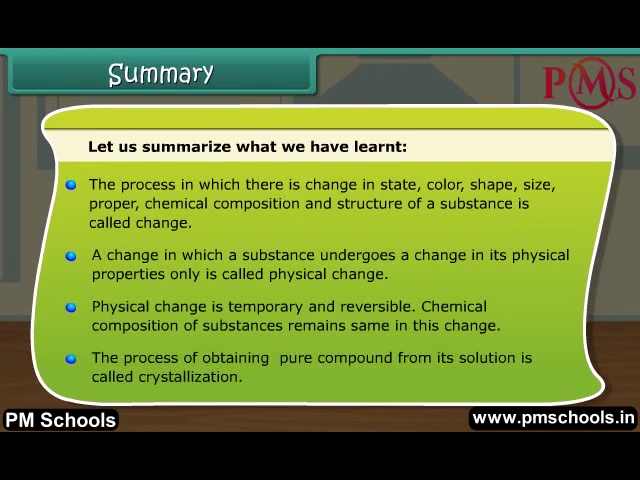 Summary
PMS
Let us summarize what we have learnt:
The process in which there is change in state, color, shape, size,
proper, chemical composition and structure of a substance is
called change.
A change in which a substance undergoes a change in its physical
properties only is called physical change.
Physical change is temporary and reversible. Chemical
composition of substances remains same in this change.
The process of obtaining pure compound from its solution is
called crystallization.
PM Schools
www.pmschools.in